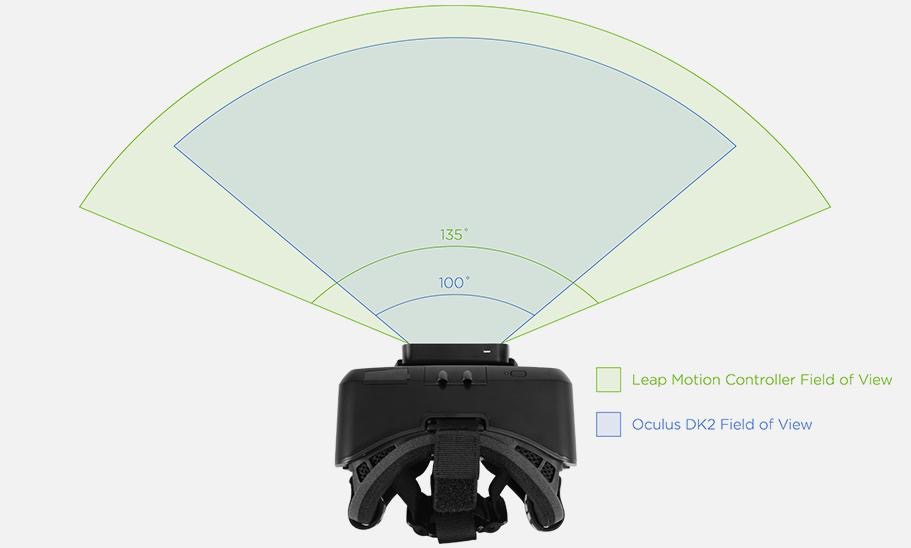 135°
100°
Leap Motion Controller Field of View
Oculus DK2 Field of View